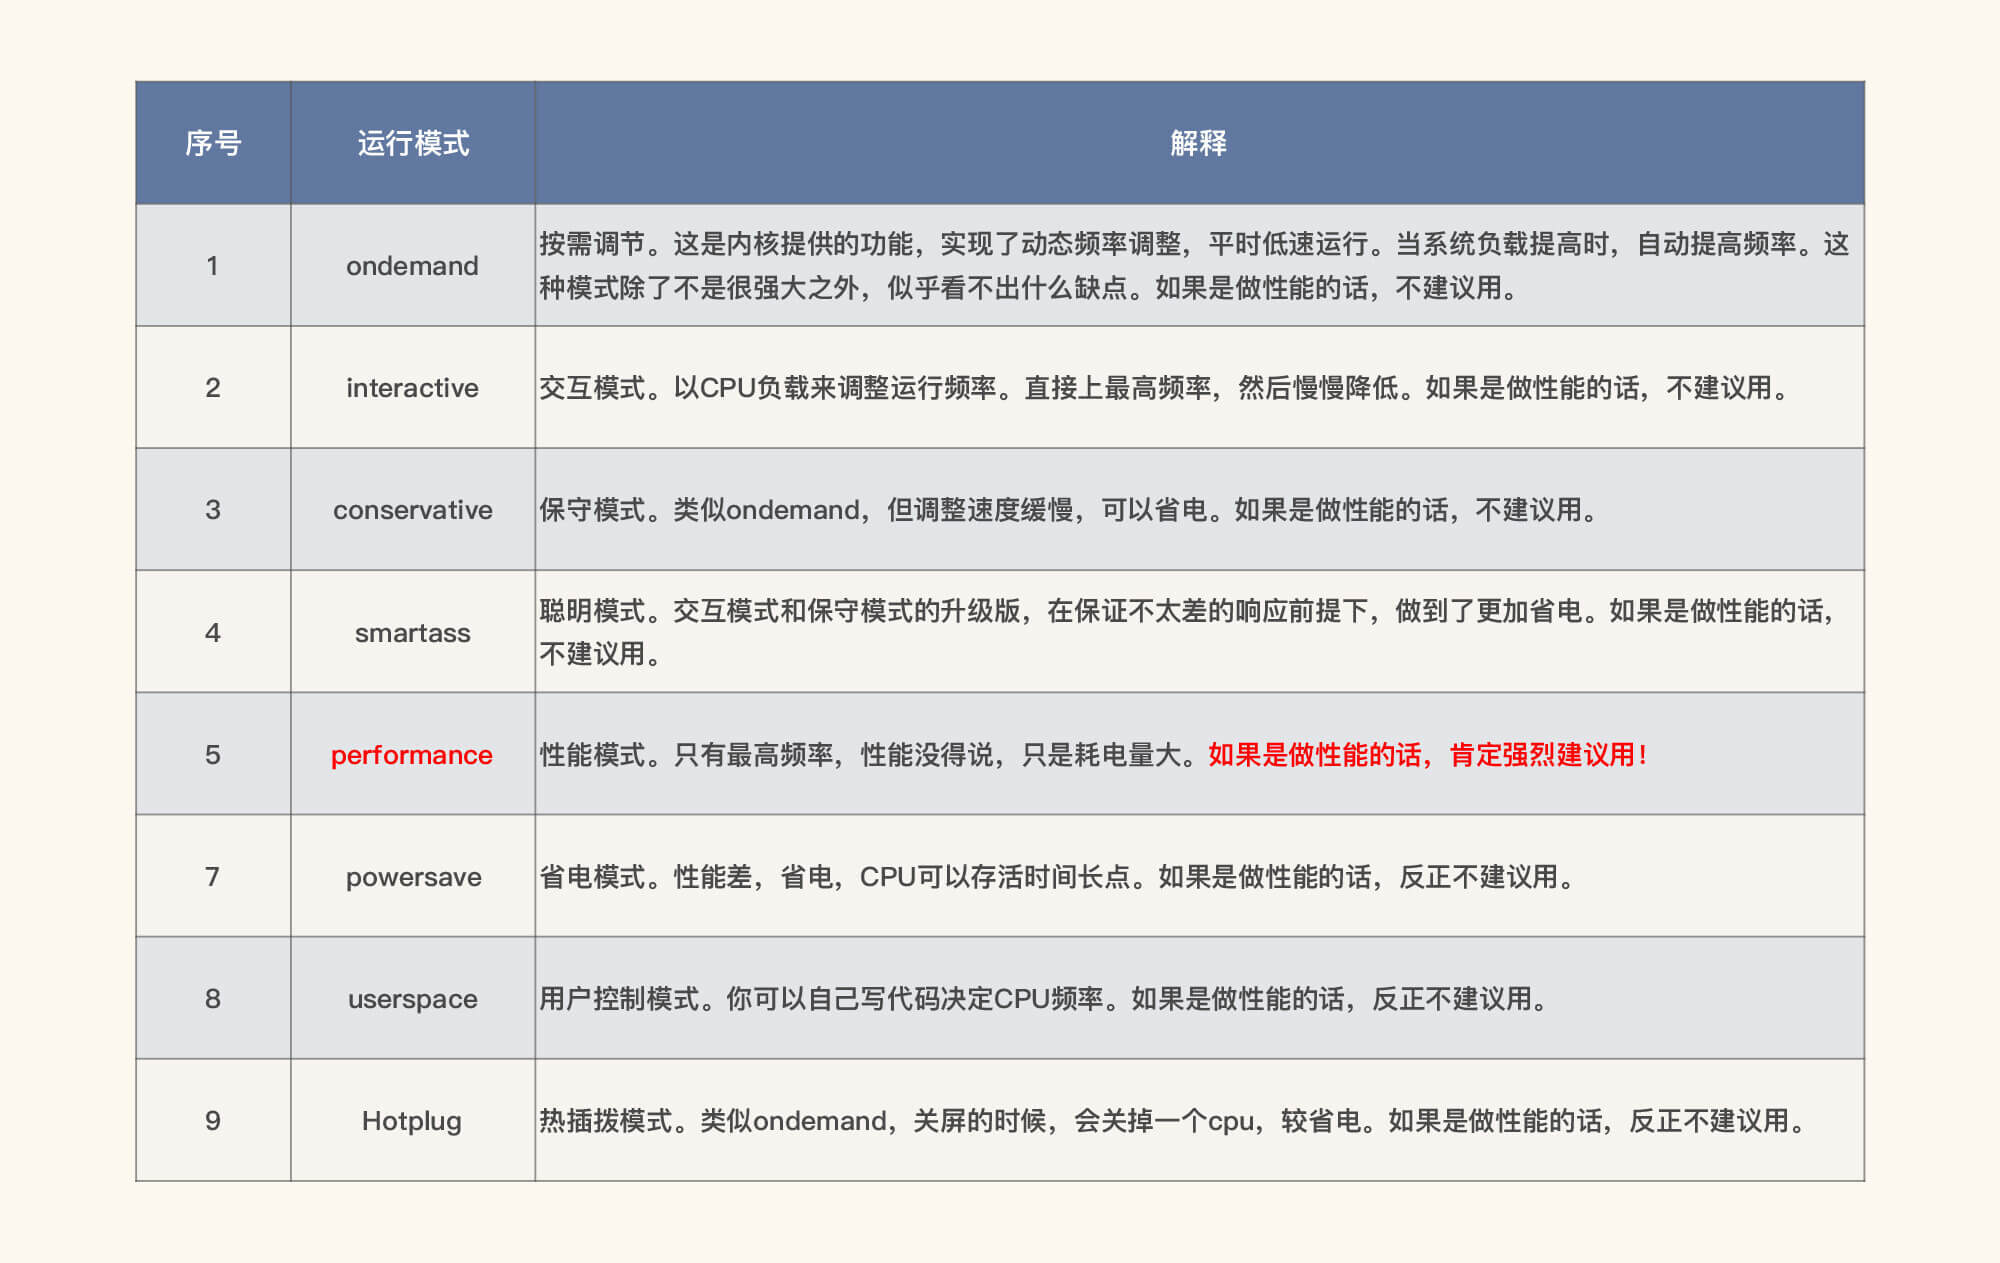 序号 运行模式 解释
1 ondemand 按需调节。这是内核提供的功能，实现了动态频率调整，平时低速运行。当系统负载提高时，自动提高频率。这
种模式除了不是很强大之外，似乎看不出什么缺点。如果是做性能的话，不建议用。
2 interactive 交互模式。以CPU负载来调整运行频率。直接上最高频率，然后慢慢降低。如果是做性能的话，不建议用。
3 conservative 保守模式。类似ondemand，但调整速度缓慢，可以省电。如果是做性能的话，不建议用。
4 smartass 聪明模式。交互模式和保守模式的升级版，在保证不太差的响应前提下，做到了更加省电。如果是做性能的话，
不建议用。
5 performance 性能模式。只有最高频率，性能没得说，只是耗电量大。如果是做性能的话，肯定强烈建议用！
7 powersave 省电模式。性能差，省电，CPU可以存活时间长点。如果是做性能的话，反正不建议用。
8 userspace 用户控制模式。你可以自己写代码决定CPU频率。如果是做性能的话，反正不建议用。
9 Hotplug 热插拨模式。类似ondemand，关屏的时候，会关掉一个cpu，较省电。如果是做性能的话，反正不建议用。